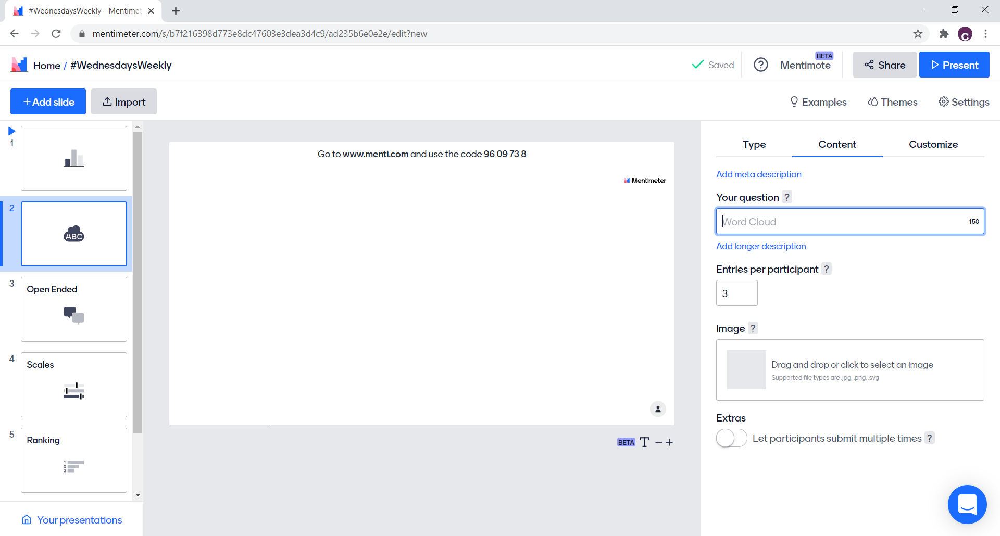 #WednesdaysWeekly - Mentimet
mentimeter.com/s/b7f216398d773e8dc47603e3dea3d4c9/ad235b6e0e2e/edit?new
C
Home / #WednesdaysWeekly
Saved
?
Mentimote
BETA
Share
Present
+ Add slide
Import
Examples
Themes
Settings
1
2
ABC
3
Open Ended
4
Scales
5
Ranking
1
2
3
Your presentations
Go to www.menti.com and use the code 96 09 73 8
Mentimeter
BETA T − +
Type
Content
Customize
Add meta description
Your question ?
Word Cloud
150
Add longer description
Entries per participant ?
3
Image ?
Drag and drop or click to select an image
Supported file types are .jpg, .png, .svg
Extras
Let participants submit multiple times ?